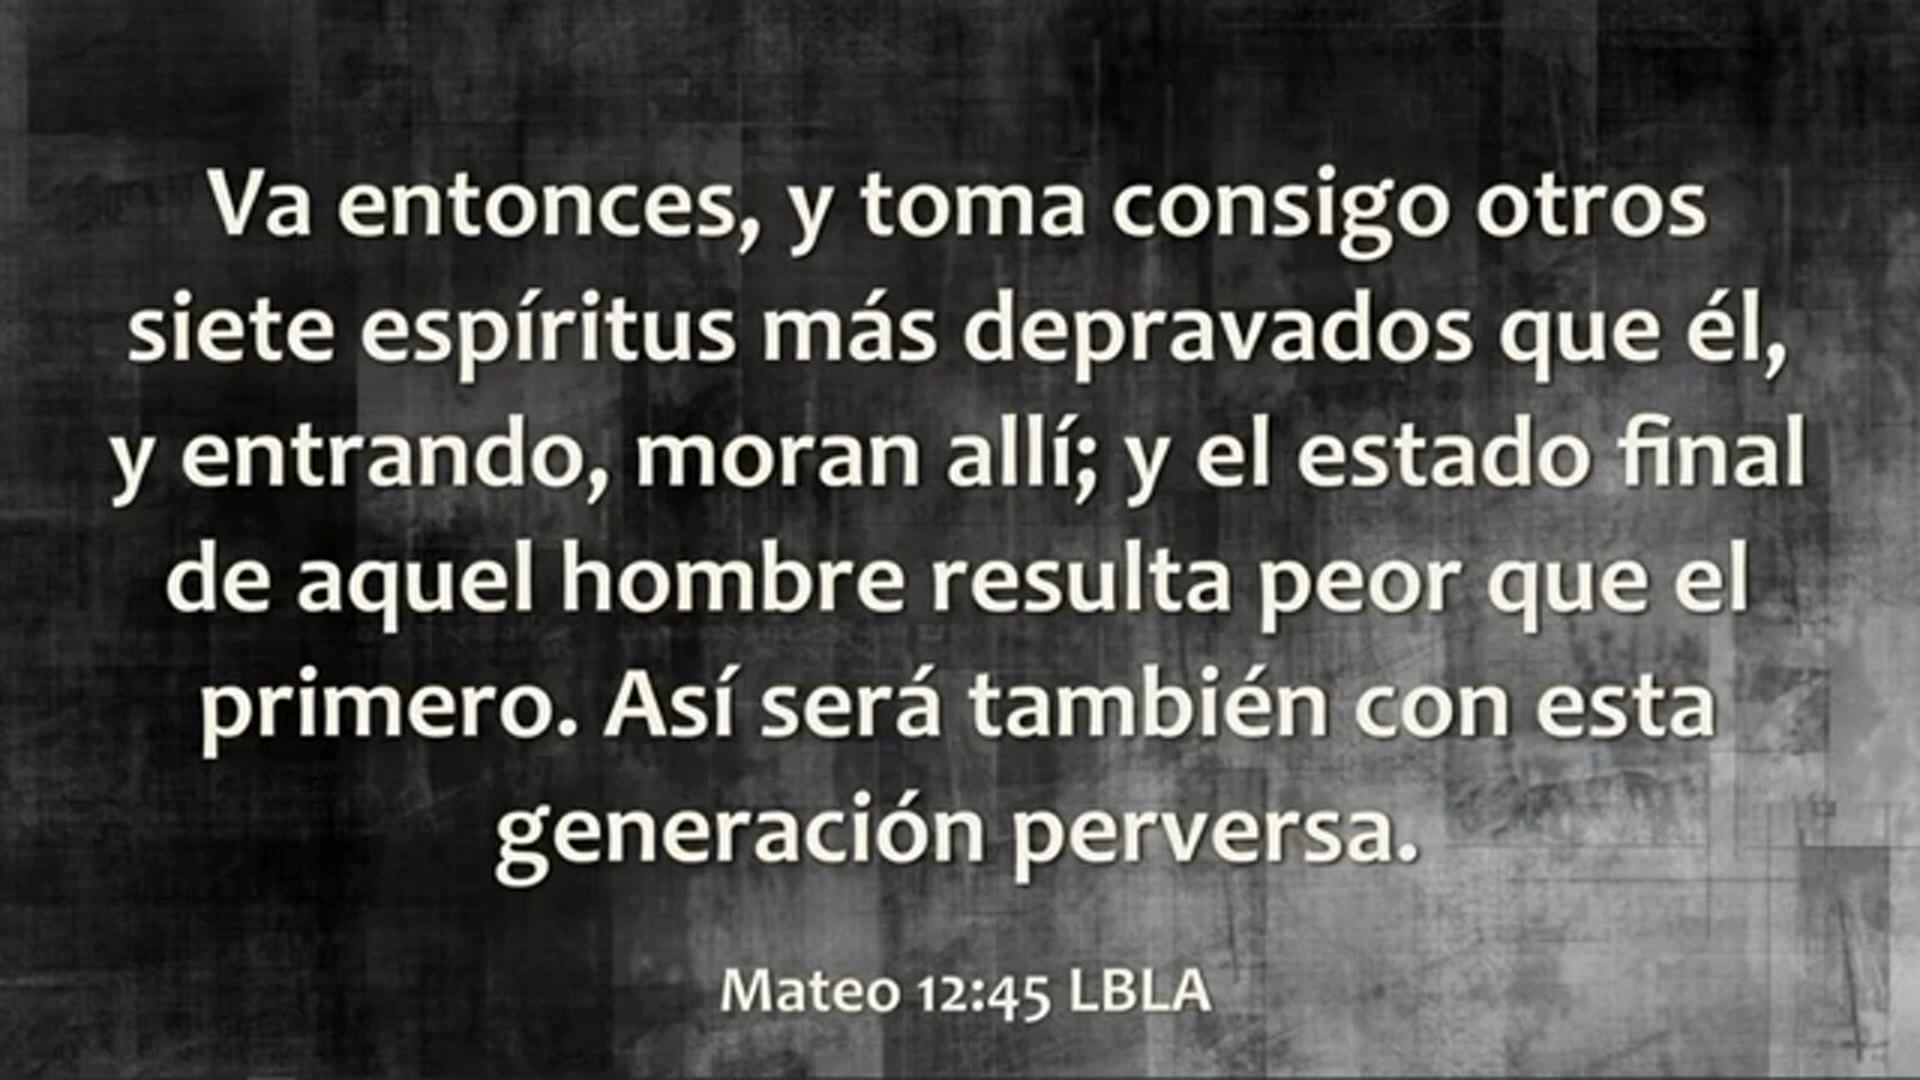 Va entonces, y toma consigo otros
siete espíritus más depravados que él,
y entrando, moran allí; y el estado final
de aquel hombre resulta peor que el
primero. Así será también con esta
generación perversa.
Mateo 12:45 LBLA